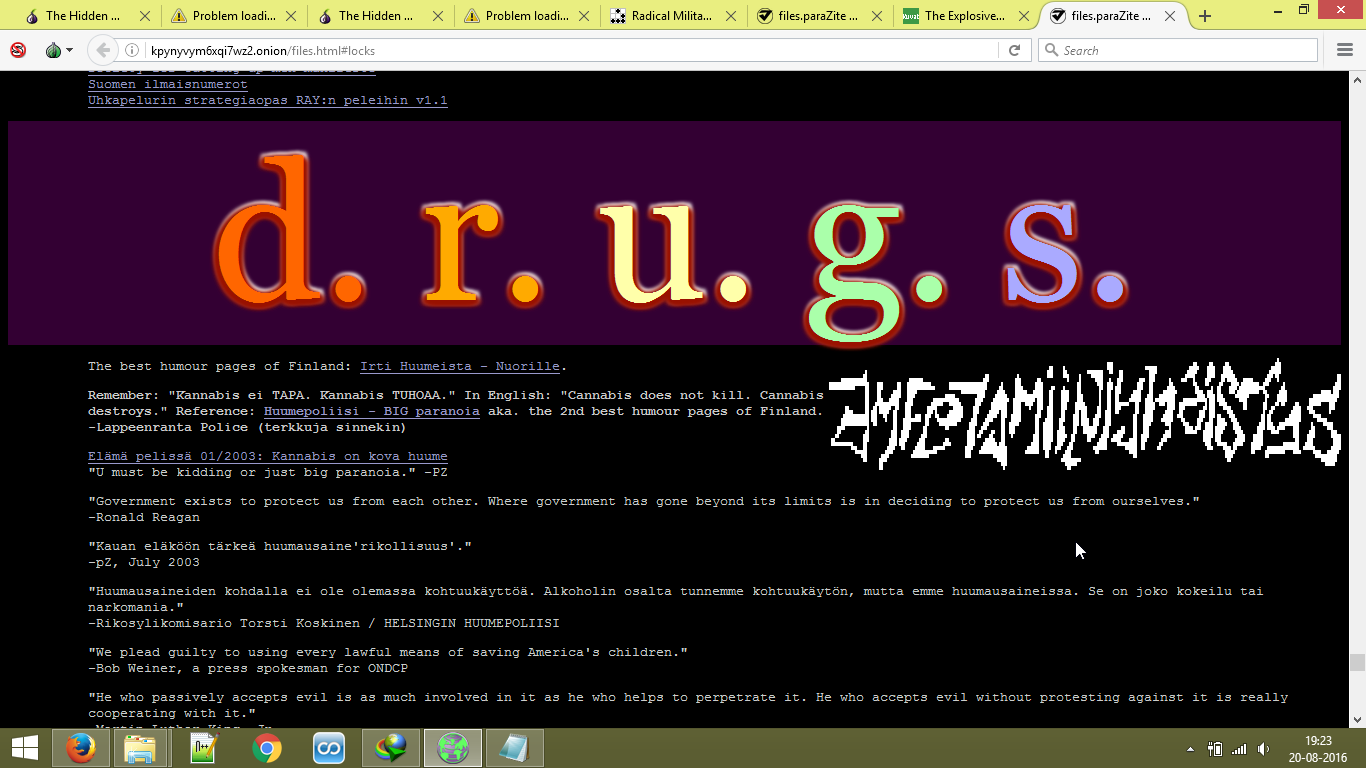 The Hidden ...
Problem loadi...
The Hidden ...
Problem loadi...
Radical Milita...
files.paraZite ...
The Explosive...
files.paraZite ...
kpynyvym6xqi7wz2.onion/files.html#locks
Search
Suomen ilmaisnumerot
Uhkapelurin strategiaopas RAY:n peleihin v1.1
d.r.u.g.s.
The best humour pages of Finland: Irti Huumeista - Nuorille.
Remember: "Kannabis ei TAPA. Kannabis TUHOAA." In English: "Cannabis does not kill. Cannabis
destroys." Reference: Huumepoliisi - BIG paranoia aka. the 2nd best humour pages of Finland.
-Lappeenranta Police (terkkuja sinnekin)
Elämä pelissä 01/2003: Kannabis on kova huume
"U must be kidding or just big paranoia." -PZ
"Government exists to protect us from each other. Where government has gone beyond its limits is in deciding to protect us from ourselves."
-Ronald Reagan
"Kauan eläköön tärkeä huumausaine'rikollisuus'."
-pZ, July 2003
"Huumausaineiden kohdalla ei ole olemassa kohtuukäyttöä. Alkoholin osalta tunnemme kohtuukäytön, mutta emme huumausaineissa. Se on joko kokeilu tai
narkomania."
-Rikosylikomisario Torsti Koskinen / HELSINGIN HUUMEPOLIISI
"We plead guilty to using every lawful means of saving America's children."
-Bob Weiner, a press spokesman for ONDCP
"He who passively accepts evil is as much involved in it as he who helps to perpetrate it. He who accepts evil without protesting against it is really
cooperating with it."
-Martin Luther King, Jr.
19:23
20-08-2016